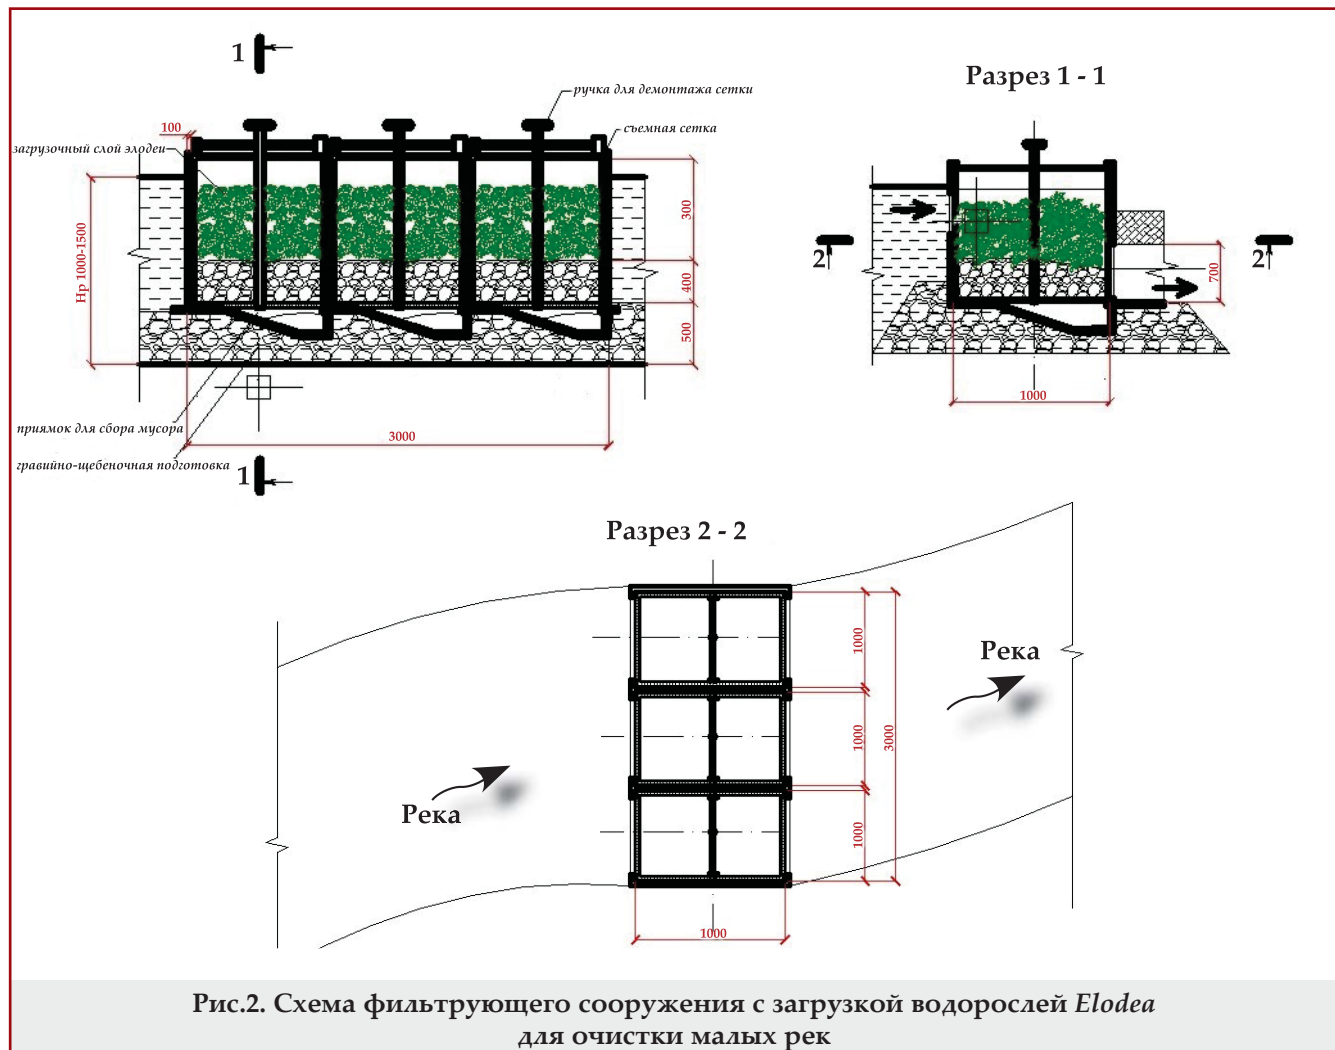 1
Разрез 1 - 1
ручка для демонтажа сетки
съемная сетка
100
загрузочный слой элодеи
Нр 1000-1500
300
400
500
2
2
700
1000
приямок для сбора мусора
3000
гравийно-щебеночная подготовка
1
Разрез 2 - 2
1000
Река
1000
3000
Река
1000
1000
Рис.2. Схема фильтрующего сооружения с загрузкой водорослей Elodea
для очистки малых рек